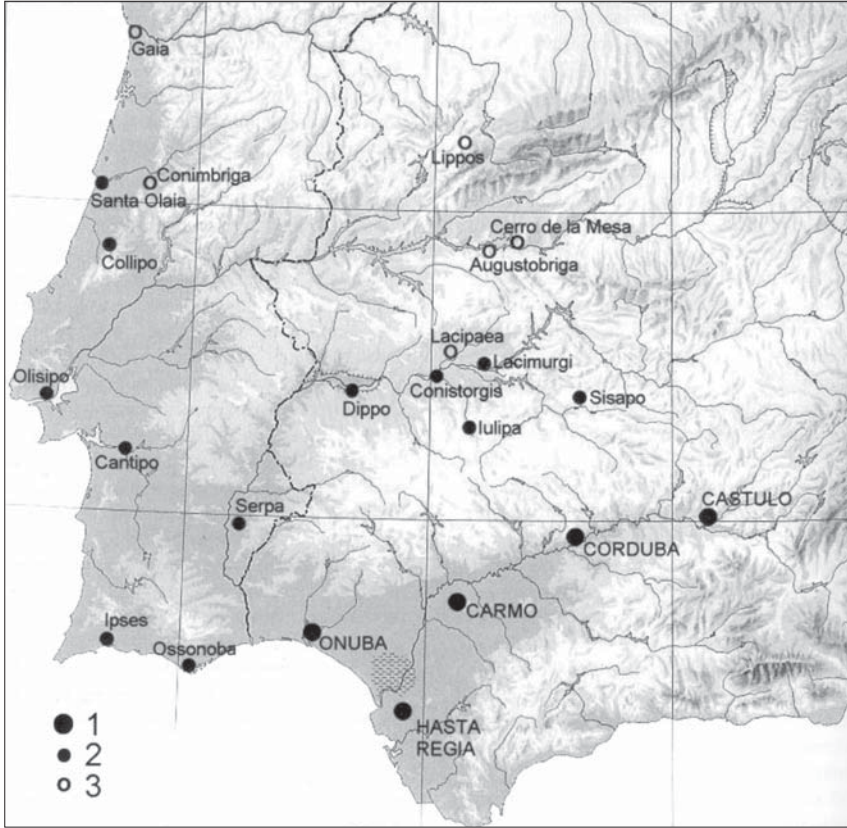 Gaia
Lippos
Conimbriga
Santa Olaia
Cerro de la Mesa
Collipo
Augustobriga
Lacipaea
Lacimurgi
Olisipo
Conistorgis
Dippo
Sisapo
Iulipa
Cantipo
Serpa
CASTULO
CORDUBA
CARMO
Ipses
ONUBA
Ossonoba
HASTA
REGIA
1
2
3